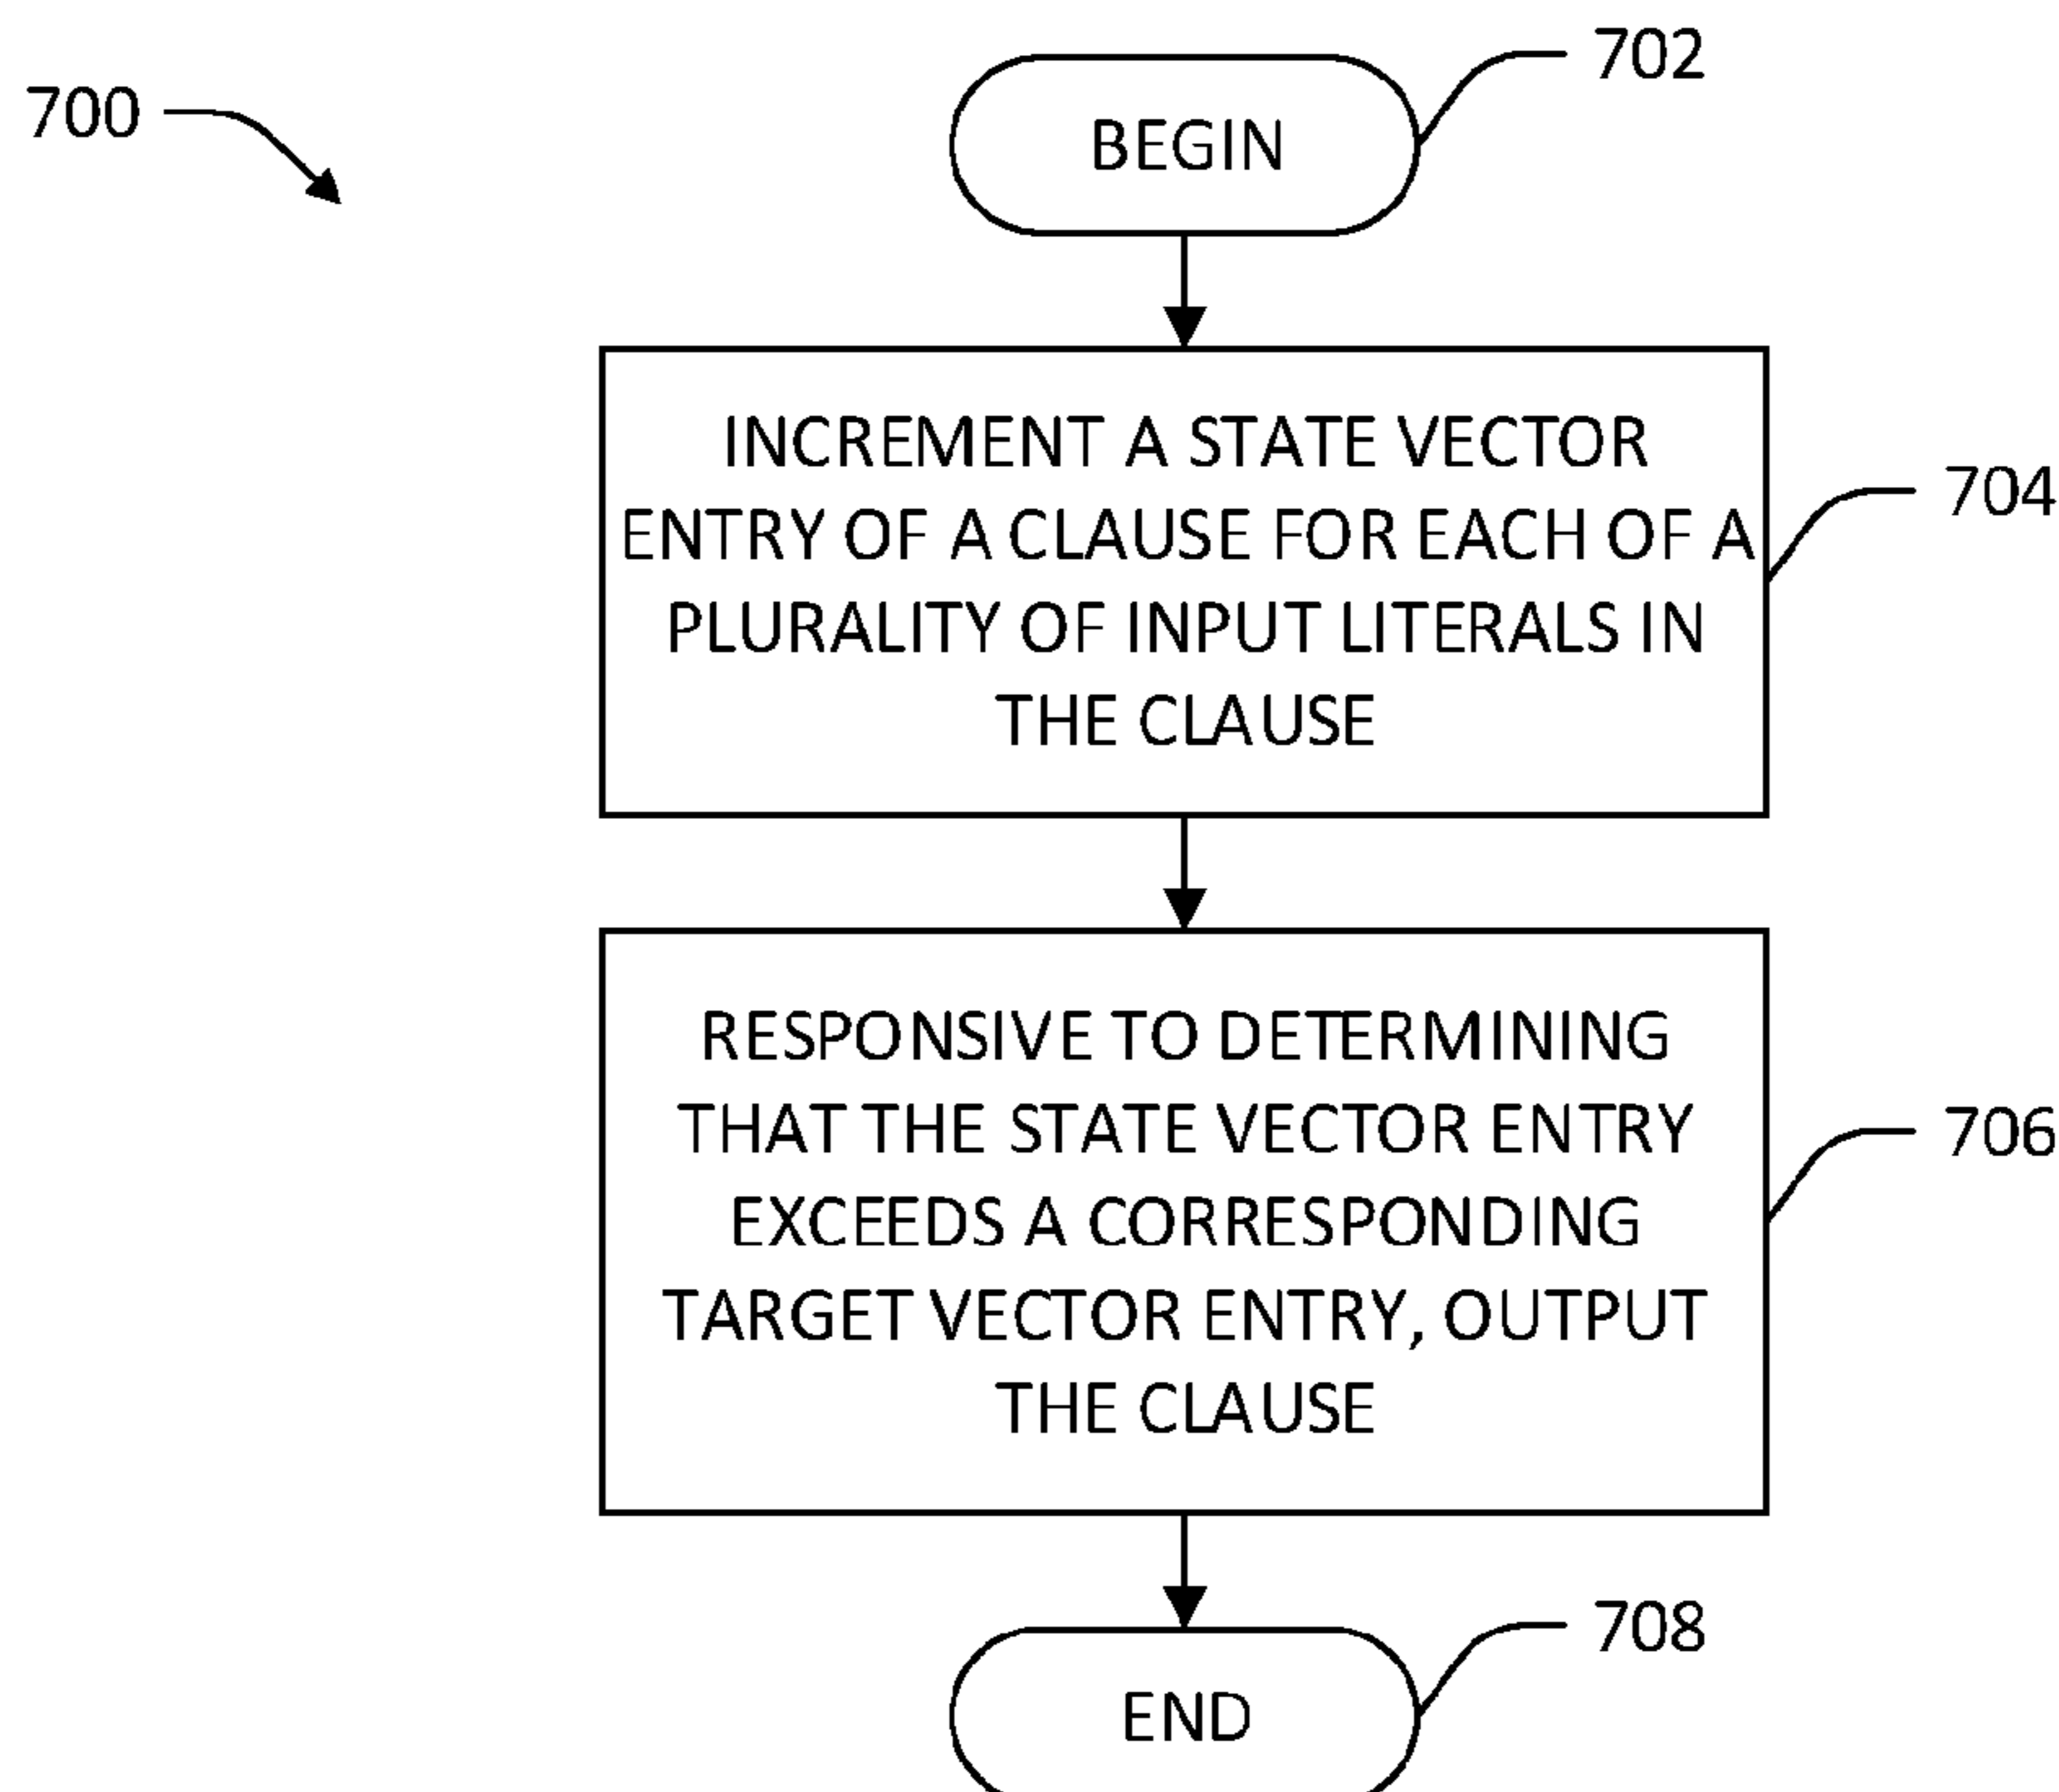 702
700
BEGIN
INCREMENT A STATE VECTOR
ENTRY OF A CLAUSE FOR EACH OF A
PLURALITY OF INPUT LITERALS IN
THE CLAUSE
704
RESPONSIVE TO DETERMINING
THAT THE STATE VECTOR ENTRY
EXCEEDS A CORRESPONDING
TARGET VECTOR ENTRY, OUTPUT
THE CLAUSE
706
708
END